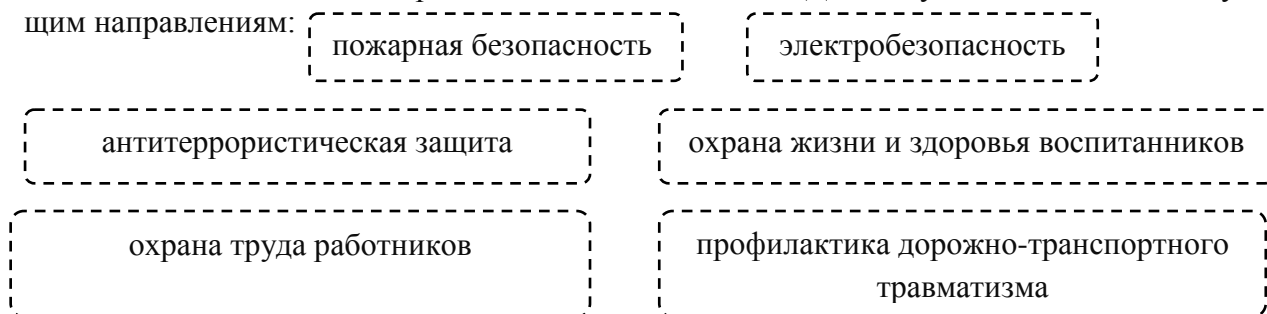 щим направлениям:
пожарная безопасность
электробезопасность
антитеррористическая защита
охрана жизни и здоровья воспитанников
охрана труда работников
профилактика дорожно-транспортного
травматизма